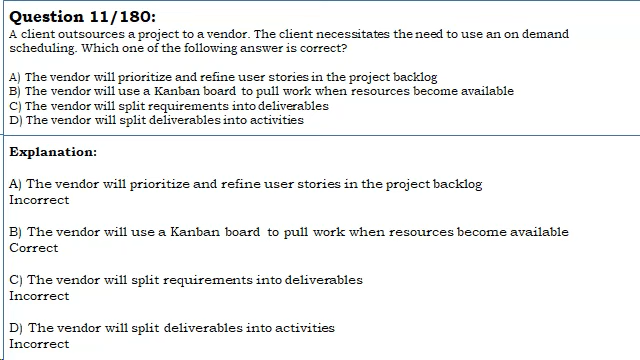 Question 11/180:
A client outsources a project to a vendor. The client necessitates the need to use an on demand
scheduling. Which one of the following answer is correct?
A) The vendor will prioritize and refine user stories in the project backlog
B) The vendor will use a Kanban board to pull work when resources become available
C) The vendor will split requirements into deliverables
D) The vendor will split deliverables into activities
Explanation:
A) The vendor will prioritize and refine user stories in the project backlog
Incorrect
B) The vendor will use a Kanban board to pull work when resources become available
Correct
C) The vendor will split requirements into deliverables
Incorrect
D) The vendor will split deliverables into activities
Incorrect